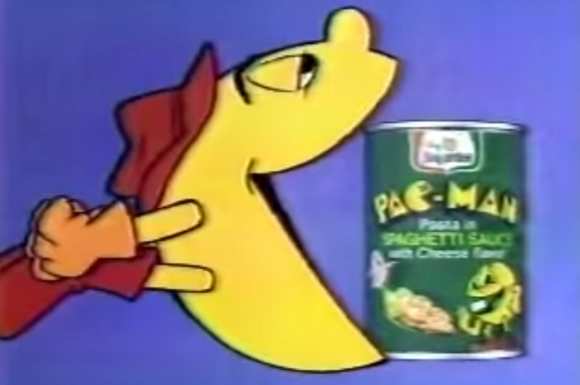 PAC-MAN
Pasta in
SPAGHETTI SAUCE
with Cheese flavor